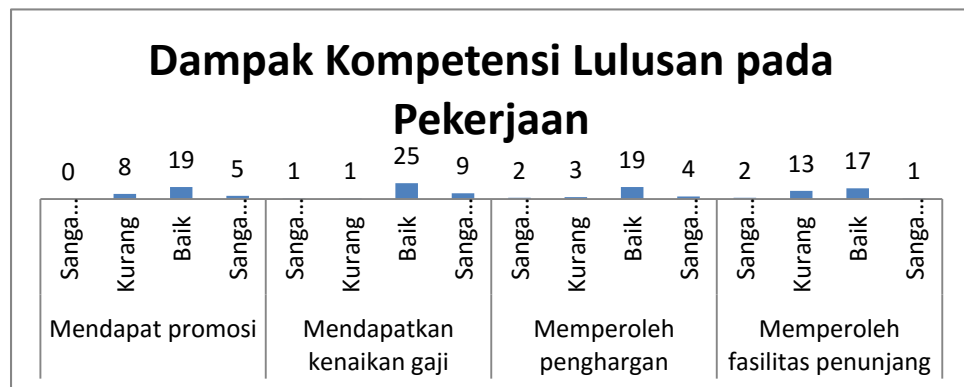 Dampak Kompetensi Lulusan pada
Pekerjaan
0 8 19 5 1 1 25 9 2 3 19 4 2 13 17 1
Sanga…
Kurang
Baik
Sanga…
Sanga…
Kurang
Baik
Sanga…
Sanga…
Kurang
Baik
Sanga…
Sanga…
Kurang
Baik
Sanga…
Mendapat promosi
Mendapatkan
kenaikan gaji
Memperoleh
penghargan
Memperoleh
fasilitas penunjang